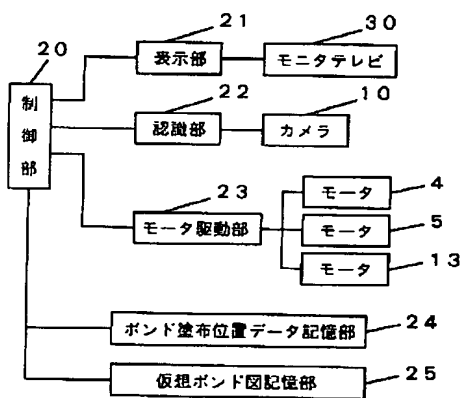 20
21
30
表示部
モニタテレビ
制御部
22
10
認識部
カメラ
23
モータ駆動部
モータ
4
モータ
5
モータ
13
ボンド塗布位置データ記憶部
24
仮想ボンド図記憶部
25